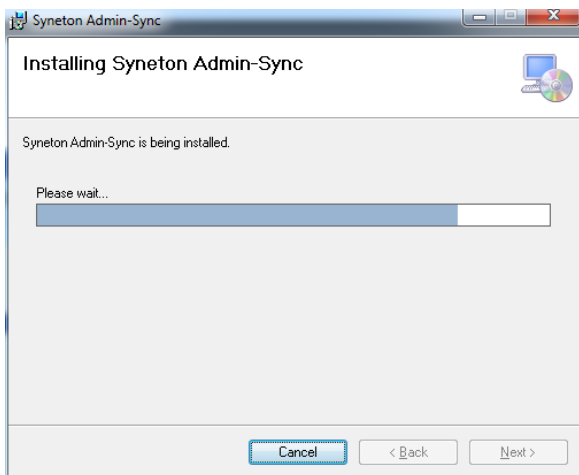 Syneton Admin-Sync
Installing Syneton Admin-Sync
Syneton Admin-Sync is being installed.
Please wait...
Cancel
< Back
Next >